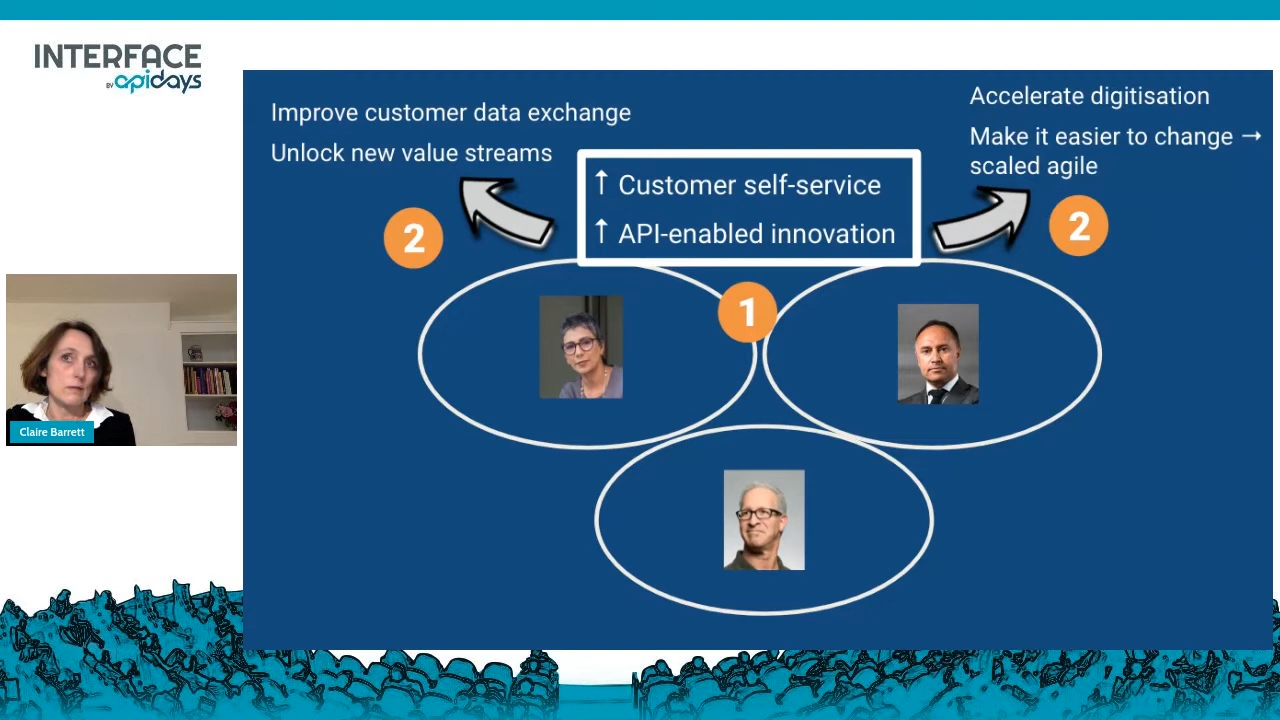 INTERFACE
BY apidays
Improve customer data exchange
Unlock new value streams
Accelerate digitisation
Make it easier to change →
scaled agile
↑ Customer self-service
↑ API-enabled innovation
2
2
1
Claire Barrett